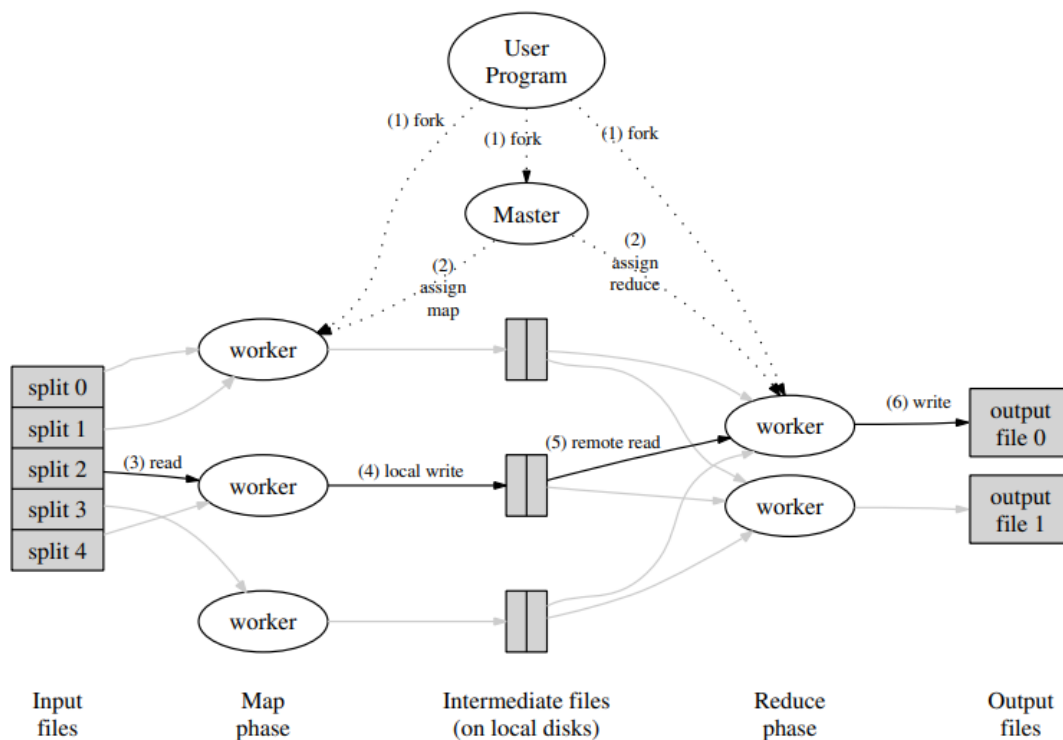 User
Program
(1) fork
(1) fork
(1) fork
Master
(2)
assign
map
(2)
assign
reduce
worker
split 0
split 1
split 2
split 3
split 4
(3) read
worker
(4) local write
(5) remote read
worker
(6) write
output
file 0
worker
output
file 1
worker
Input
files
Map
phase
Intermediate files
(on local disks)
Reduce
phase
Output
files